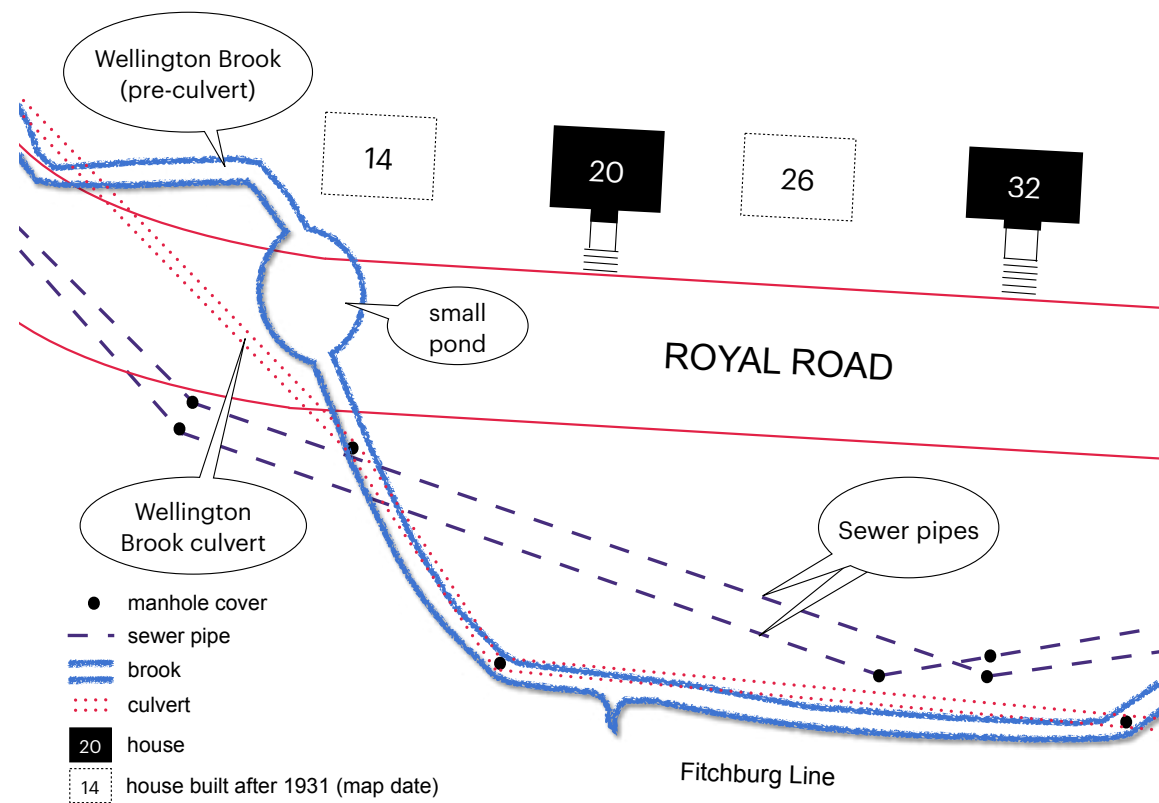 Wellington Brook
(pre-culvert)
14
20
26
32
small
pond
ROYAL ROAD
Wellington
Brook culvert
Sewer pipes
manhole cover
sewer pipe
brook
culvert
20 house
14 house built after 1931 (map date)
Fitchburg Line